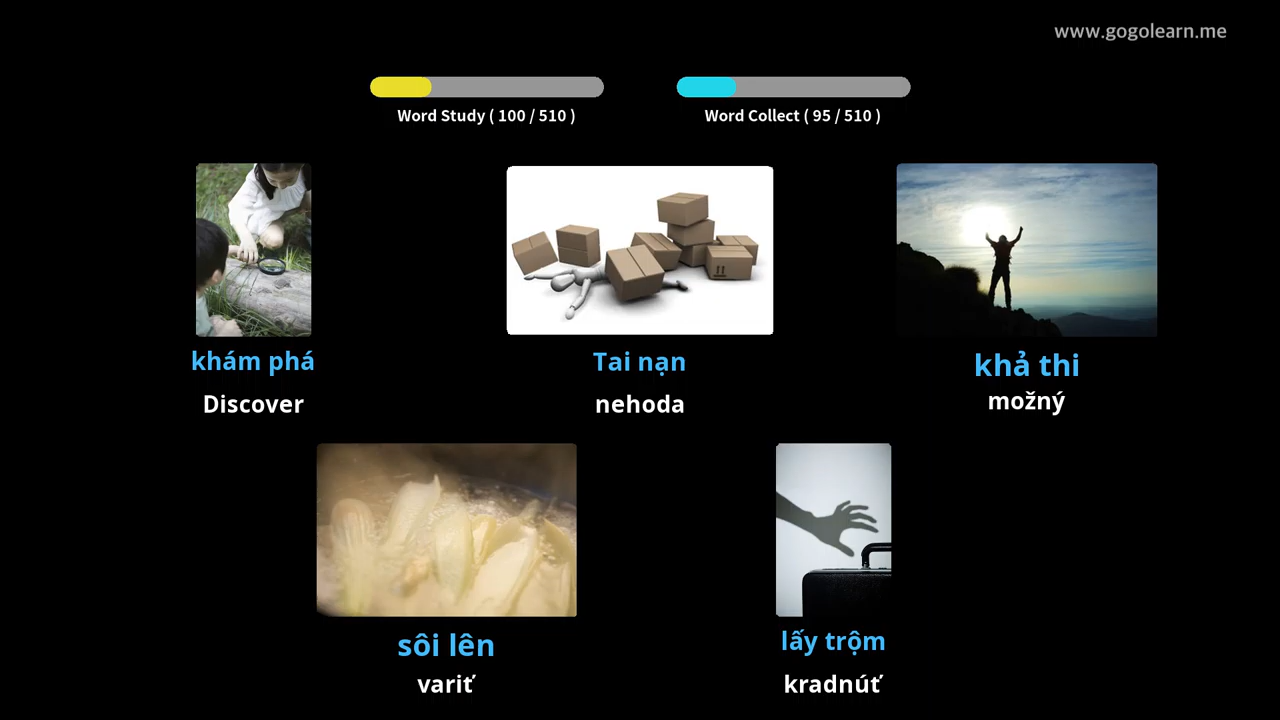 www.gogolearn.me
Word Study ( 100 / 510 )
Word Collect ( 95 / 510 )
khám phá
Discover
Tai nạn
nehoda
khả thi
možný
sôi lên
variť
lấy trộm
kradnúť